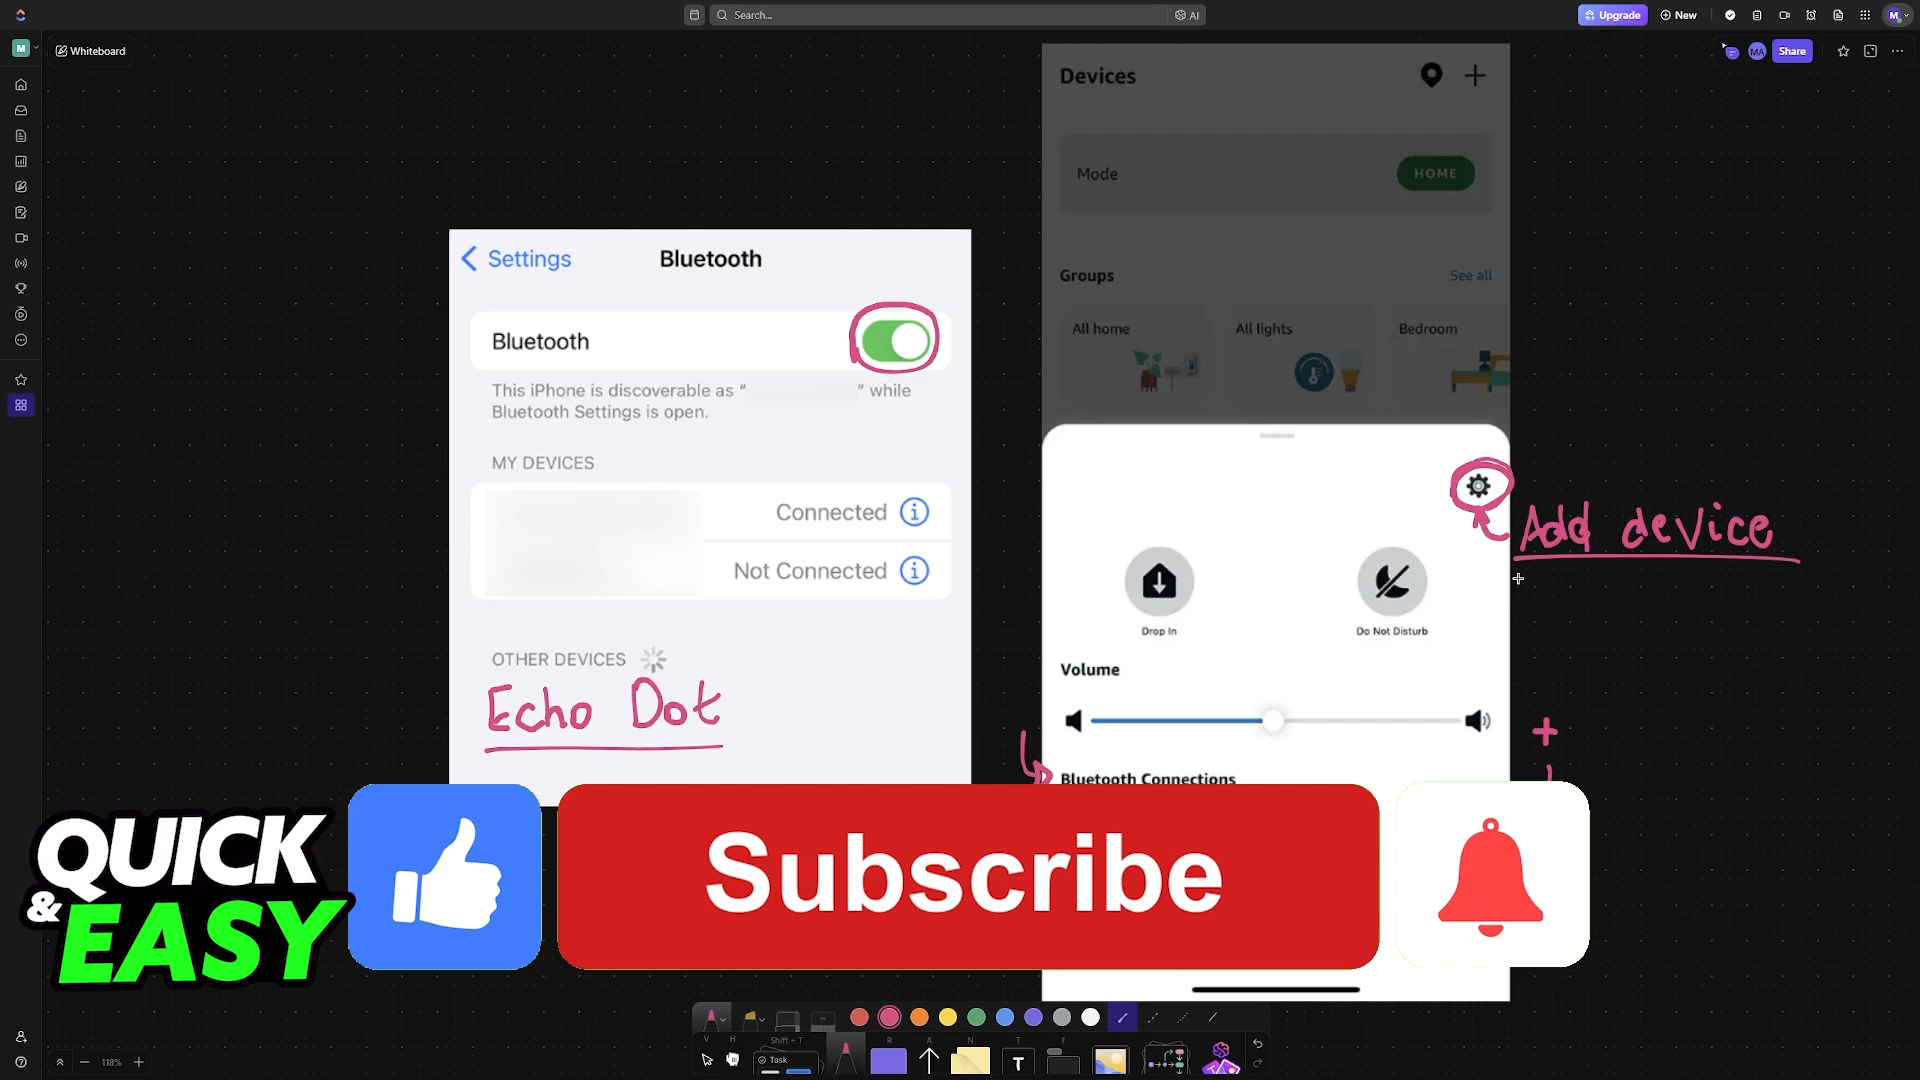 Search...
AI
Upgrade
New
M
M
Whiteboard
MA
Share
Devices
Mode
HOME
Groups
See all
All home
All lights
Bedroom
Settings
Bluetooth
Bluetooth
This iPhone is discoverable as “ ” while
Bluetooth Settings is open.
MY DEVICES
Connected
Not Connected
OTHER DEVICES
Echo Dot
Add device
Drop In
Do Not Disturb
Volume
+
Bluetooth Connections
QUICK
&
EASY
Subscribe
V
H
Shift + T
R
A
N
T
F
Task
T
118%